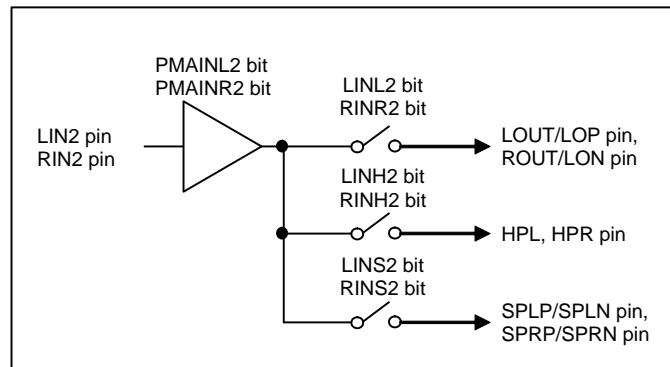 PMAINL2 bit
PMAINR2 bit
LINL2 bit
RINR2 bit
LIN2 pin
RIN2 pin
LOUT/LOP pin,
ROUT/LON pin
LINH2 bit
RINH2 bit
HPL, HPR pin
LINS2 bit
RINS2 bit
SPLP/SPLN pin,
SPRP/SPRN pin